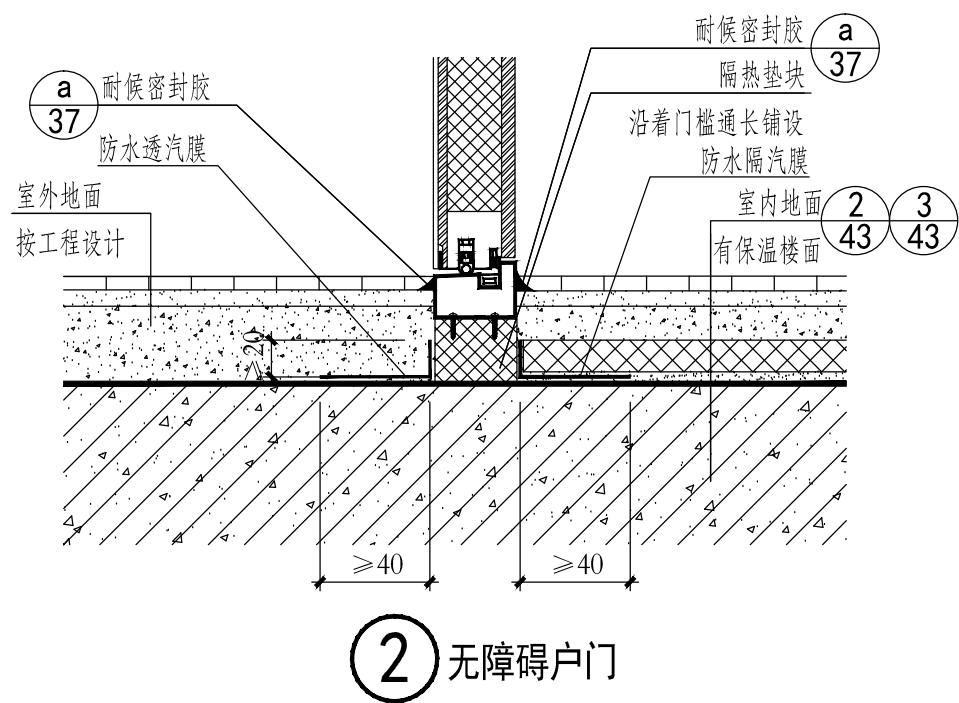 耐候密封胶
a
37
隔热垫块
沿着门槛通长铺设
防水隔汽膜
室内地面
2
43
3
43
有保温楼面
a
37
耐候密封胶
防水透汽膜
室外地面
按工程设计
≥20
≥40
≥40
2 无障碍户门